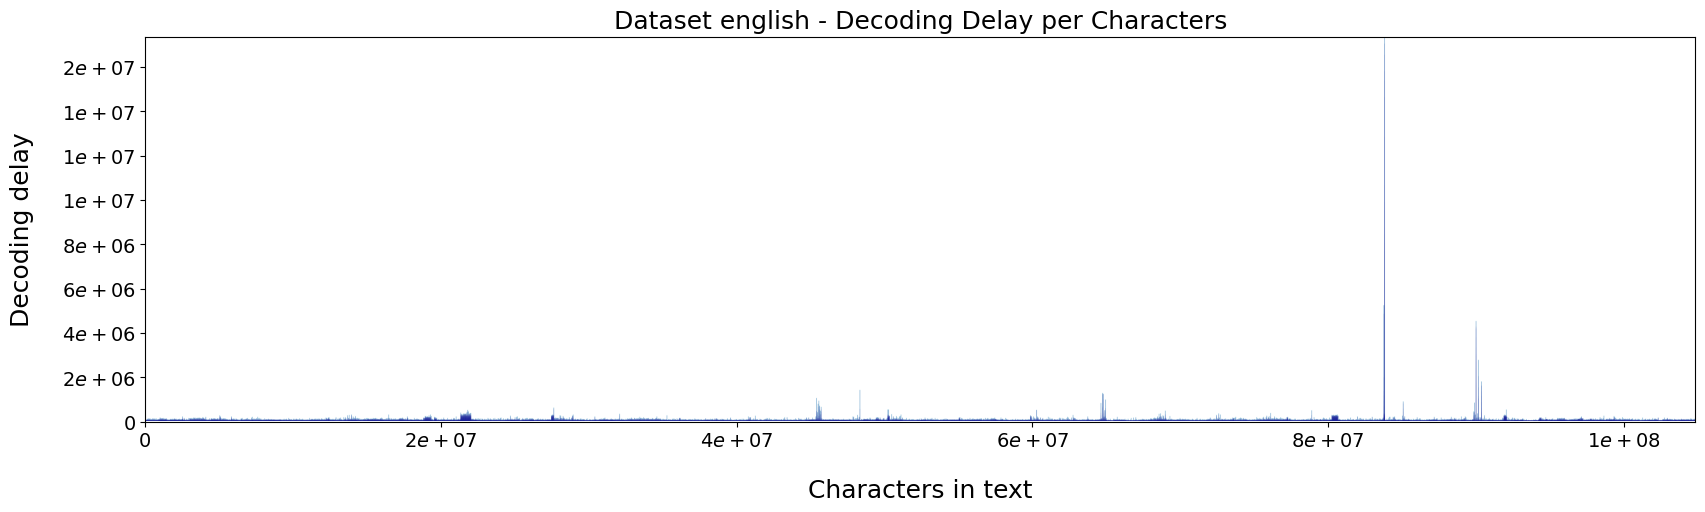 Dataset english - Decoding Delay per Characters
Decoding delay
2e + 07
1e + 07
1e + 07
1e + 07
8e + 06
6e + 06
4e + 06
2e + 06
0
0 2e + 07 4e + 07 6e + 07 8e + 07 1e + 08
Characters in text